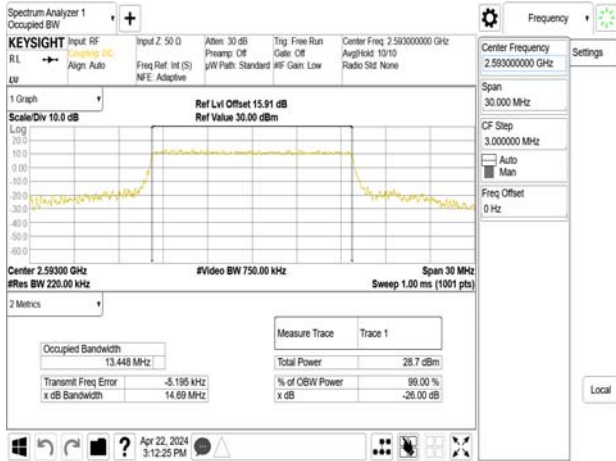 Spectrum Analyzer 1
Occupied BW
+
Frequency
KEYSIGHT
RL
Input: RF
Coupling: DC
Align: Auto
Input Z: 50 Ω
Freq Ref: Int (S)
NFE: Adaptive
Atten: 30 dB
Preamp: Off
µW Path: Standard
Trig: Free Run
Gate: Off
#IF Gain: Low
Center Freq: 2.593000000 GHz
Avg|Hold: 10/10
Radio Std: None
Center Frequency
2.593000000 GHz
Settings
Span
30.000 MHz
CF Step
3.000000 MHz
Auto
Man
Freq Offset
0 Hz
Local
1 Graph
Scale/Div 10.0 dB
Ref Lvl Offset 15.91 dB
Ref Value 30.00 dBm
Log
20.0
10.0
0.00
-10.0
-20.0
-30.0
-40.0
-50.0
-60.0
Center 2.59300 GHz
#Video BW 750.00 kHz
Span 30 MHz
#Res BW 220.00 kHz
Sweep 1.00 ms (1001 pts)
2 Metrics
Measure Trace
Trace 1
Occupied Bandwidth
13.448 MHz
Total Power
28.7 dBm
Transmit Freq Error
-5.195 kHz
% of OBW Power
99.00 %
x dB Bandwidth
14.69 MHz
x dB
-26.00 dB
?
Apr 22, 2024
3:12:25 PM